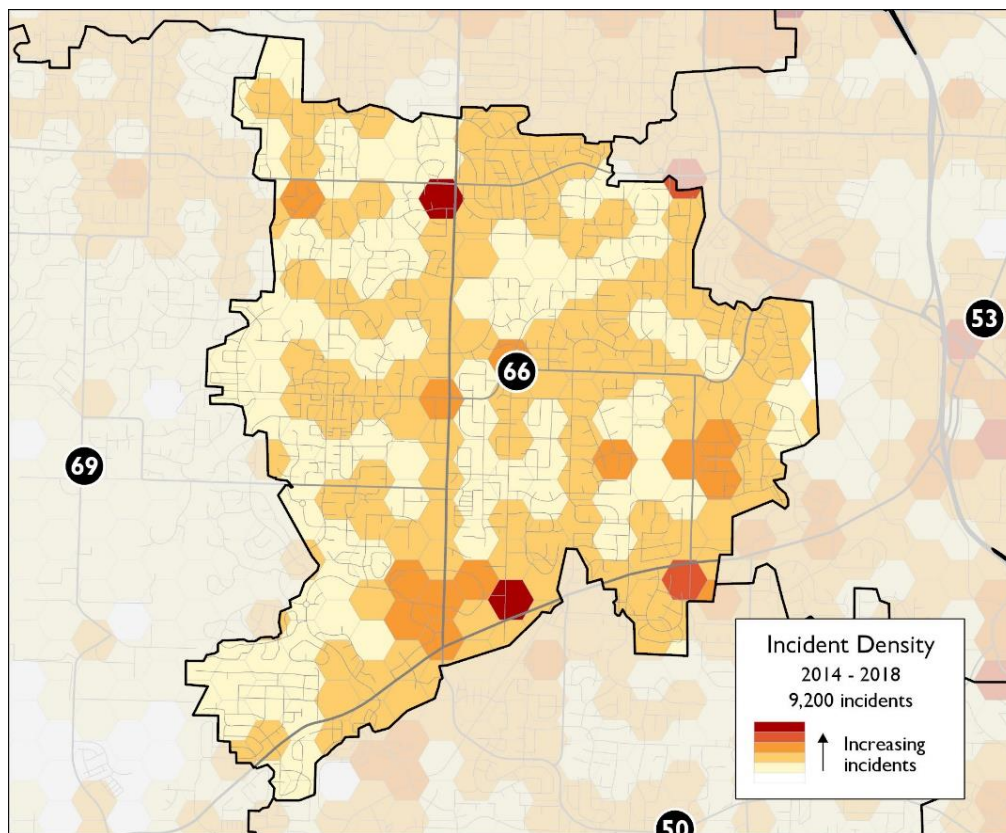 53
66
69
Incident Density
2014 - 2018
9,200 incidents
Increasing
incidents
50